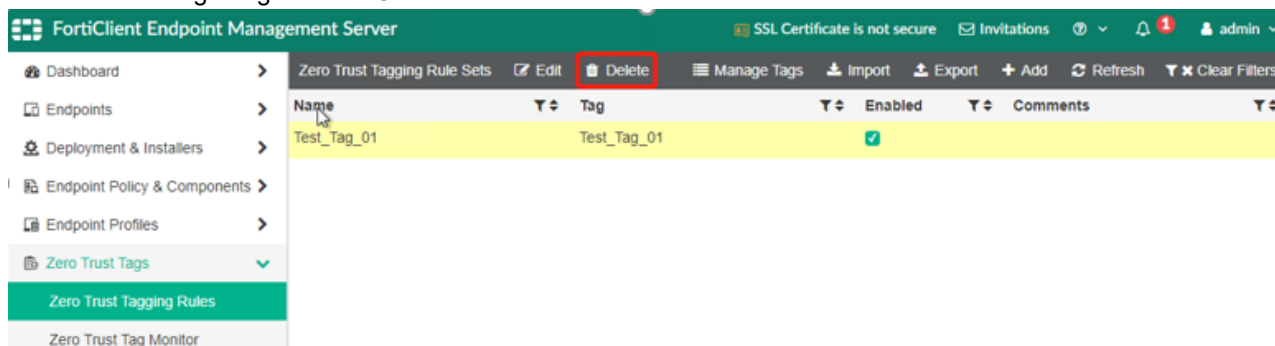 FortiClient Endpoint Management Server
SSL Certificate is not secure Invitations 1 admin
Dashboard
Zero Trust Tagging Rule Sets Edit Delete Manage Tags Import Export + Add Refresh Clear Filters
Endpoints
Name Tag Enabled Comments
Deployment & Installers
Test_Tag_01 Test_Tag_01
Endpoint Policy & Components
Endpoint Profiles
Zero Trust Tags
Zero Trust Tagging Rules
Zero Trust Tag Monitor